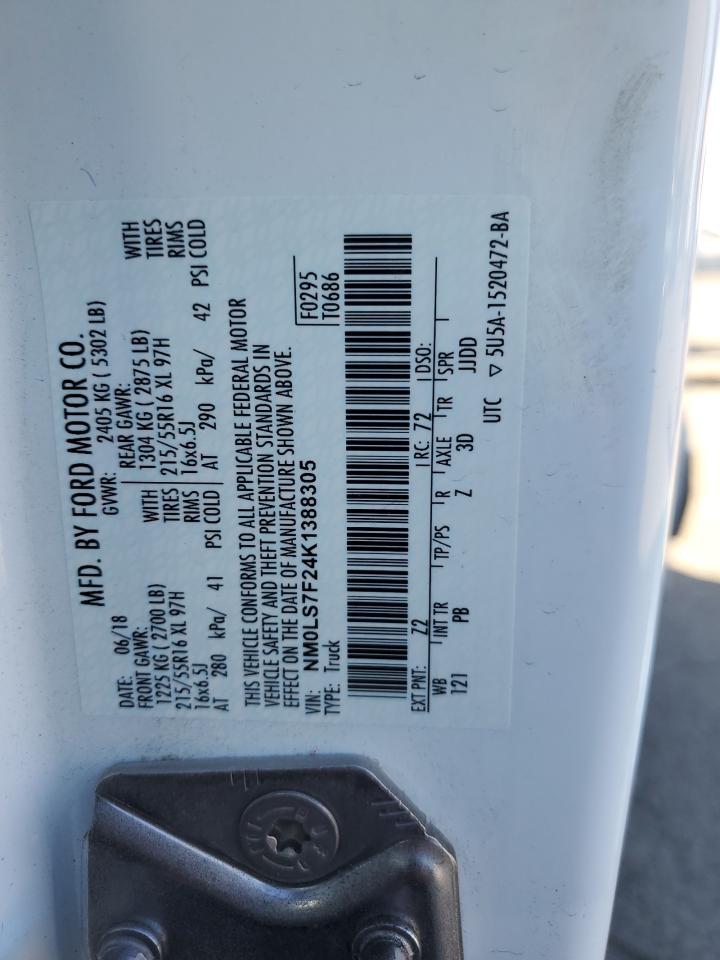 MFD. BY FORD MOTOR CO.
DATE: 06/18 GVWR: 2405 KG ( 5302 LB)
FRONT GAWR: REAR GAWR:
1225 KG ( 2700 LB) WITH 1304 KG ( 2875 LB) WITH
215/55R16 XL 97H TIRES 215/55R16 XL 97H TIRES
16x6.5J RIMS 16x6.5J RIMS
AT 280 kPa/ 41 PSI COLD AT 290 kPa/ 42 PSI COLD
THIS VEHICLE CONFORMS TO ALL APPLICABLE FEDERAL MOTOR
VEHICLE SAFETY AND THEFT PREVENTION STANDARDS IN
EFFECT ON THE DATE OF MANUFACTURE SHOWN ABOVE.
VIN: NM0LS7F24K1388305 F0295
TYPE: Truck T0686
EXT PNT: Z2 RC: 72 DSO:
WB INT TR TP/PS R AXLE TR SPR
121 PB Z 3D JJDD
UTC ▽ 5U5A-1520472-BA